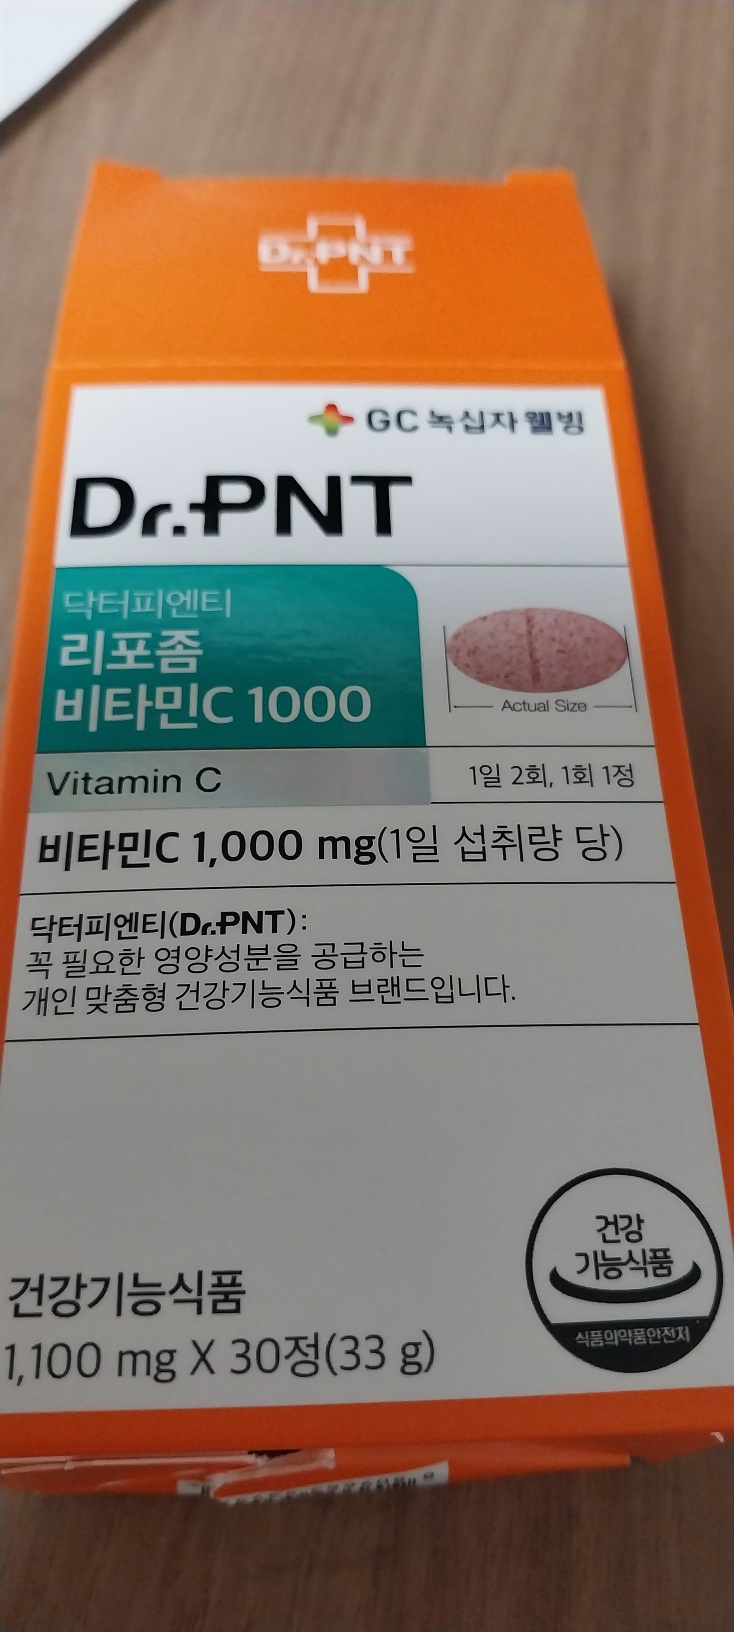 Dr.PNT
GC 녹십자 웰빙
Dr.PNT
닥터피엔티
리포좀
비타민C 1000
Actual Size
Vitamin C
1일 2회, 1회 1정
비타민C 1,000 mg(1일 섭취량 당)
닥터피엔티(Dr.PNT):
꼭 필요한 영양성분을 공급하는
개인 맞춤형 건강기능식품 브랜드입니다.
건강
기능식품
식품의약품안전처
건강기능식품
1,100 mg X 30정(33 g)